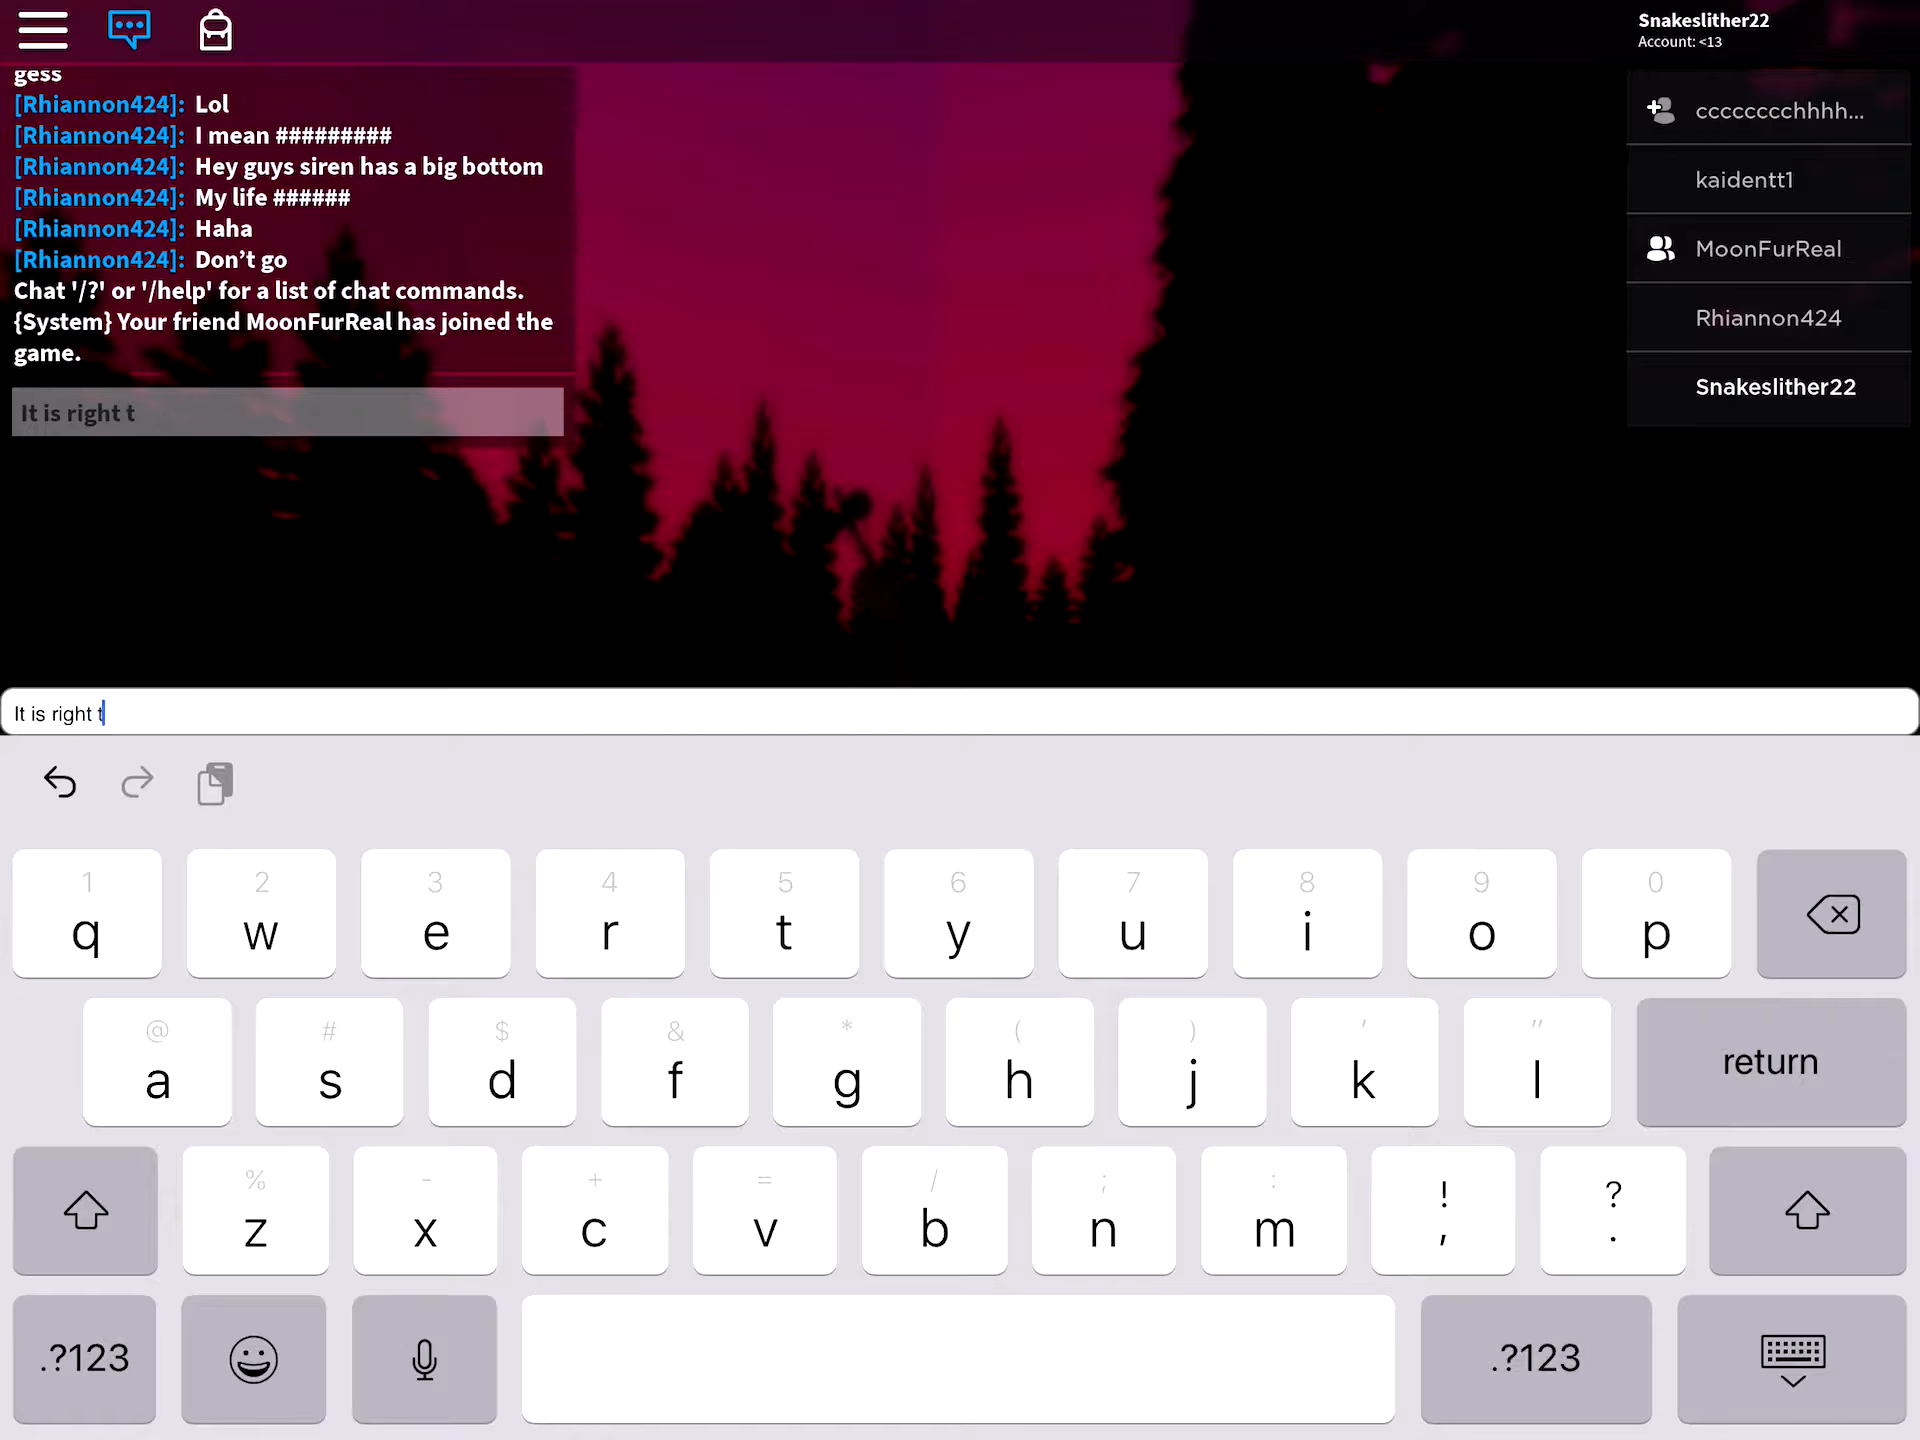 Snakeslither22
Account: <13
gess
[Rhiannon424]: Lol
[Rhiannon424]: I mean #########
[Rhiannon424]: Hey guys siren has a big bottom
[Rhiannon424]: My life ######
[Rhiannon424]: Haha
[Rhiannon424]: Don’t go
Chat '/?' or '/help' for a list of chat commands.
{System} Your friend MoonFurReal has joined the
game.
It is right t
ccccccccchhhh...
kaidentt1
MoonFurReal
Rhiannon424
Snakeslither22
It is right t
1 2 3 4 5 6 7 8 9 0
q w e r t y u i o p
@ # $ & * ( ) ' "
a s d f g h j k l return
% - + = / ; : ! ?
z x c v b n m , .
.?123 .?123